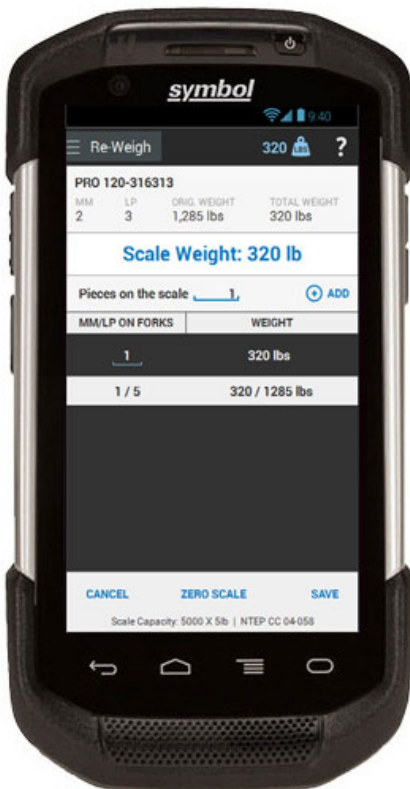 symbol
9:40
Re-Weigh 320 LBS ?
PRO 120-316313
MM LP ORIG. WEIGHT TOTAL WEIGHT
2 3 1,285 lbs 320 lbs
Scale Weight: 320 lb
Pieces on the scale 1 ADD
MM/LP ON FORKS WEIGHT
1 320 lbs
1 / 5 320 / 1285 lbs
CANCEL ZERO SCALE SAVE
Scale Capacity: 5000 X 5lb | NTEP CC 04-058